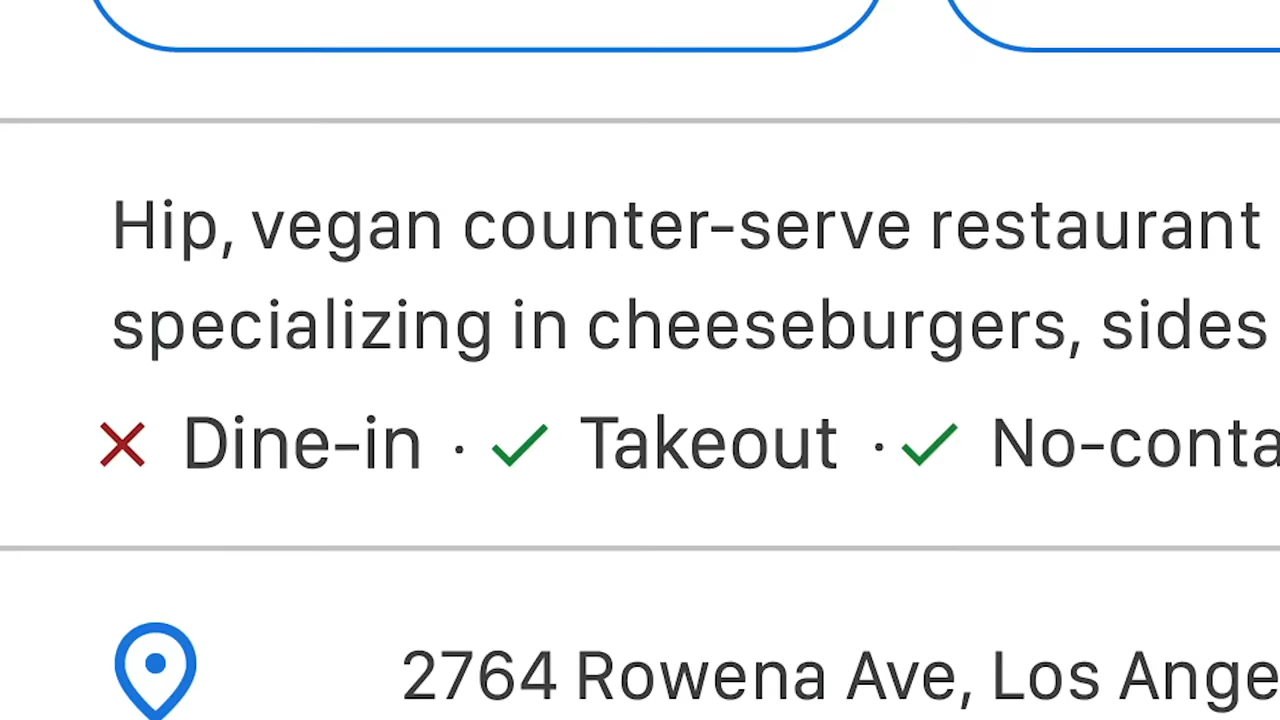 Hip, vegan counter-serve restaurant
specializing in cheeseburgers, sides
Dine-in · Takeout · No-conta
2764 Rowena Ave, Los Ange